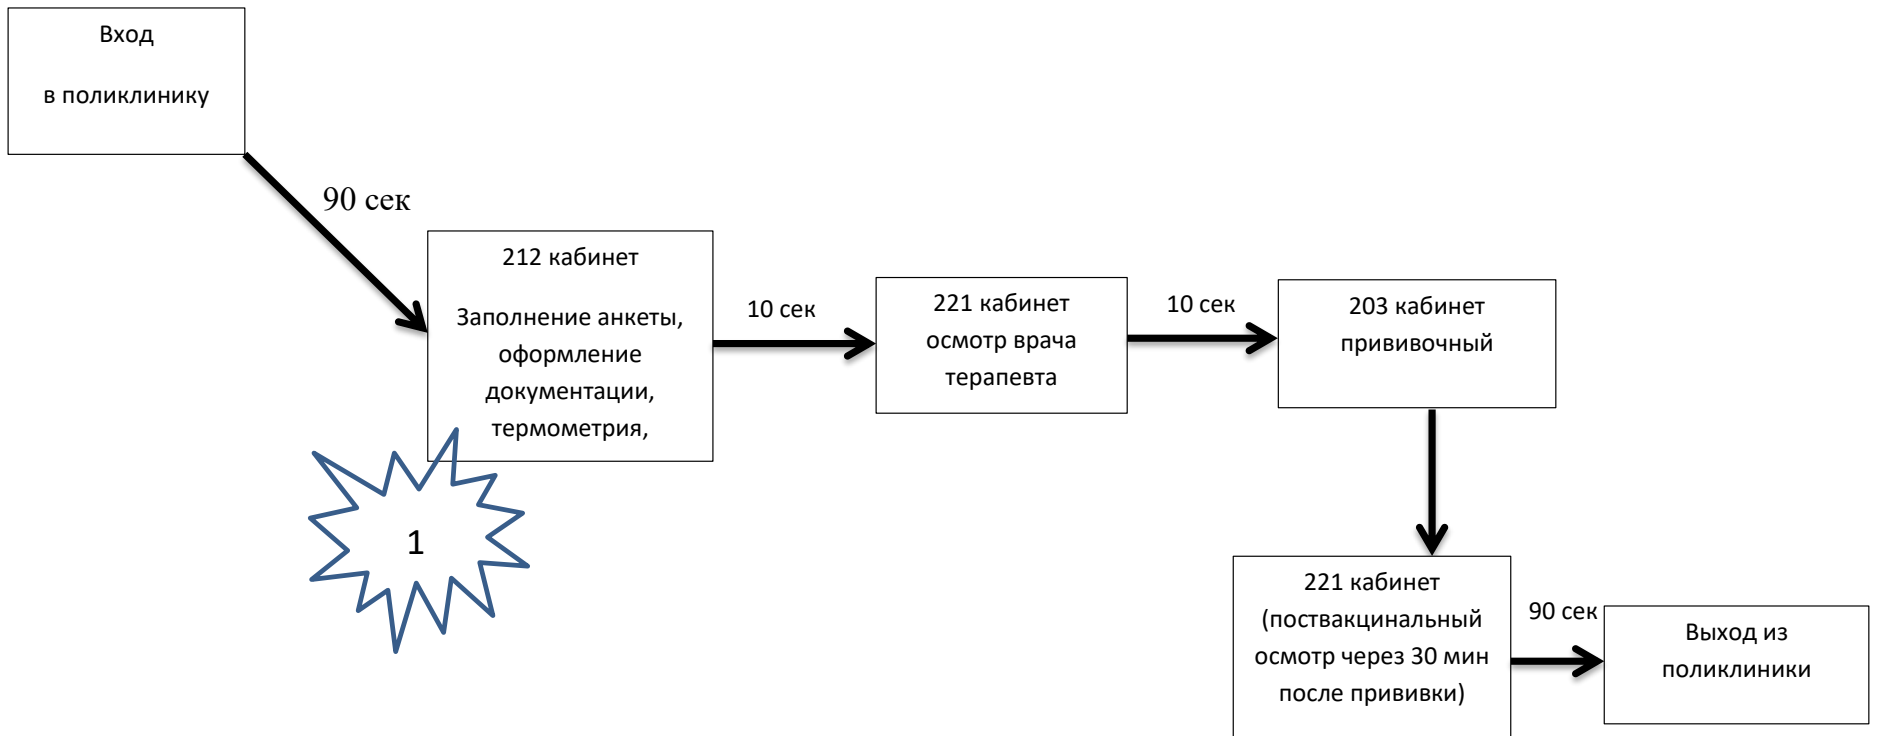 Вход
в поликлинику
90 сек
212 кабинет
Заполнение анкеты,
оформление
документации,
термометрия,
1
10 сек
221 кабинет
осмотр врача
терапевта
10 сек
203 кабинет
прививочный
221 кабинет
(поствакцинальный
осмотр через 30 мин
после прививки)
90 сек
Выход из
поликлиники